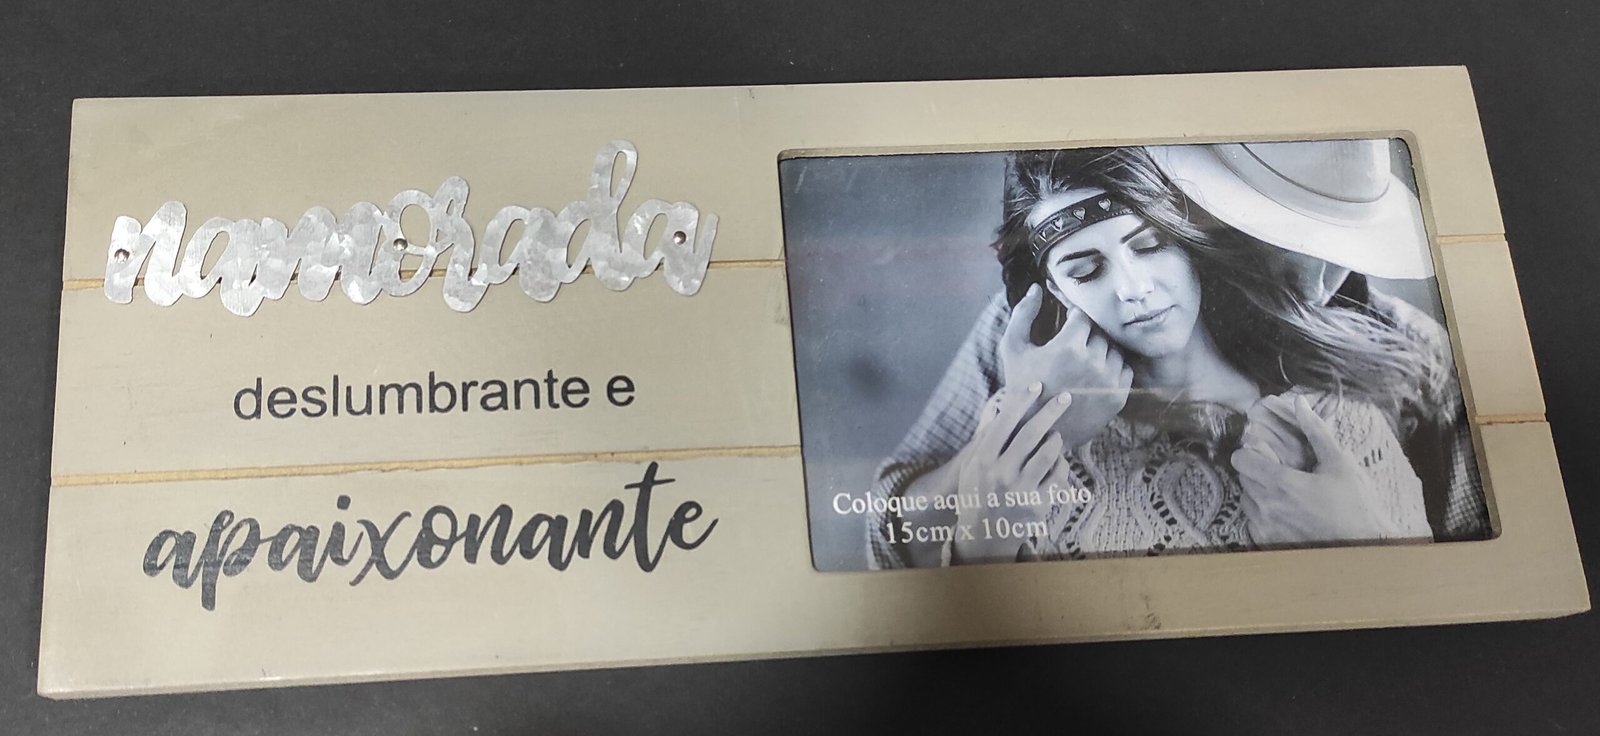 namorada
deslumbrante e
apaixonante
Coloque aqui a sua foto
15cm x 10cm